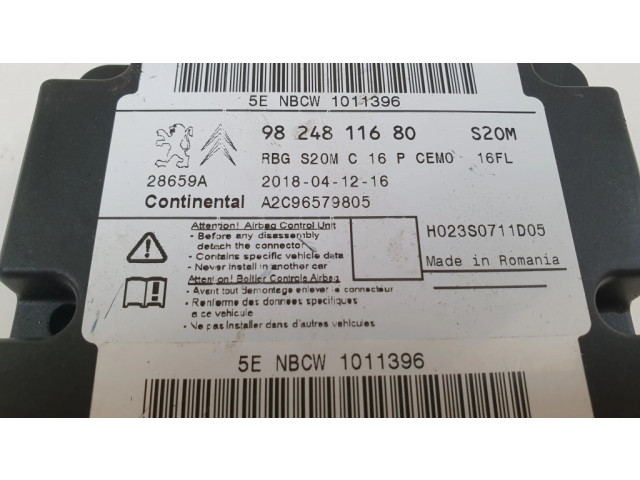 5E NBCW 1011396
98 248 116 80 S20M
RBG S20M C 16 P CEMO 16FL
28659A 2018-04-12-16
Continental A2C96579805
Attention! Airbag Control Unit
- Before any disassembly
detach the connector
- Contains specific vehicle data
- Never install in another car
Attention! Boîtier Controls Airbag
- Avant tout démontage enlever le connecteur
- Renferme des données spécifiques
à ce véhicule
- Ne pas installer dans d'autres véhicules
H023S0711D05
Made in Romania
5E NBCW 1011396